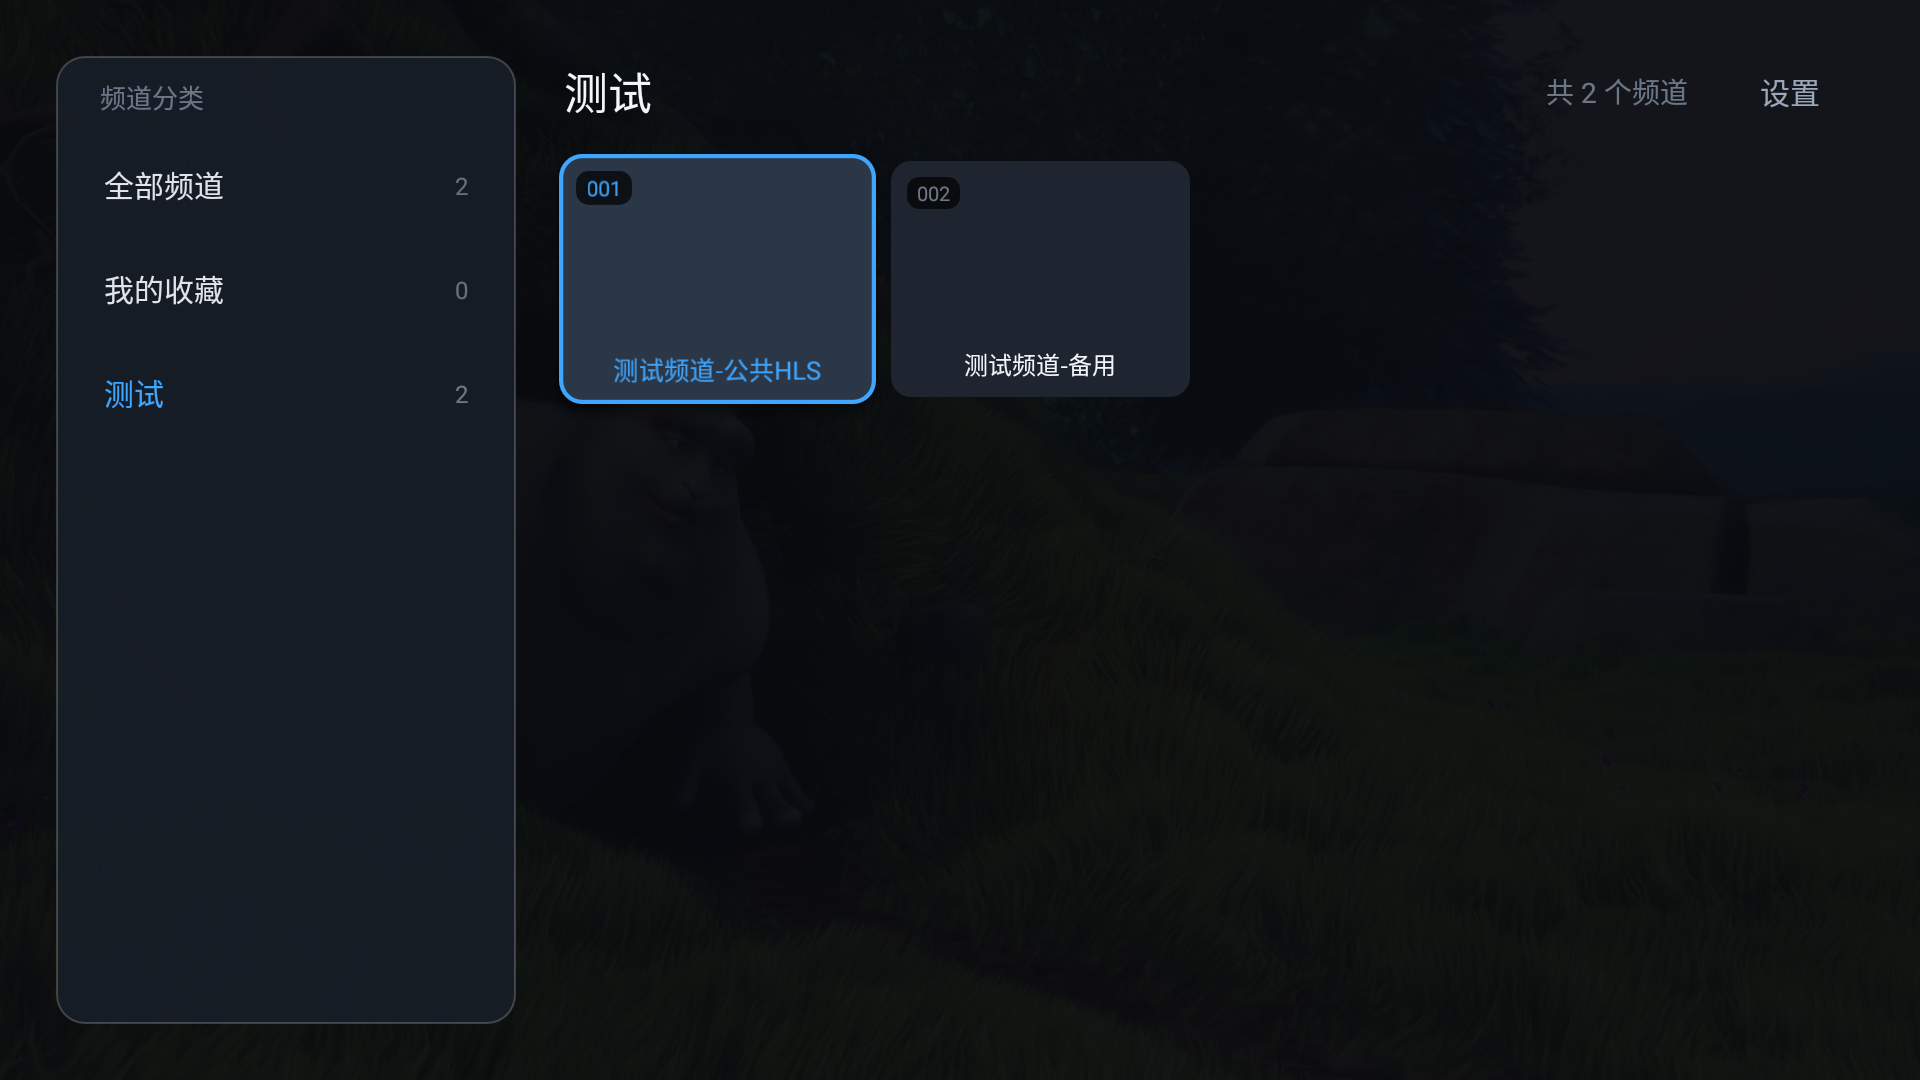 频道分类
全部频道 2
我的收藏 0
测试 2
测试
共 2 个频道
设置
001
测试频道-公共HLS
002
测试频道-备用